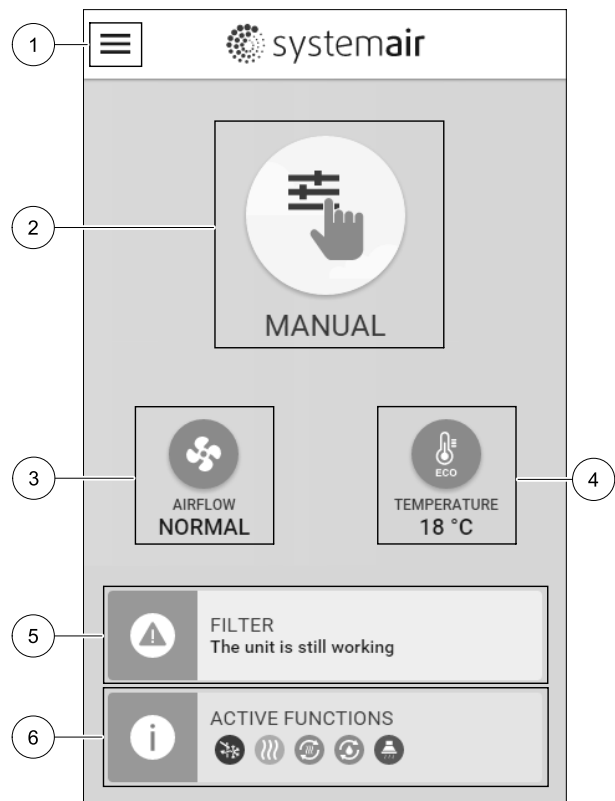 1
systemair
2
MANUAL
3
AIRFLOW
NORMAL
ECO
TEMPERATURE
18 °C
4
5
FILTER
The unit is still working
6
i
ACTIVE FUNCTIONS